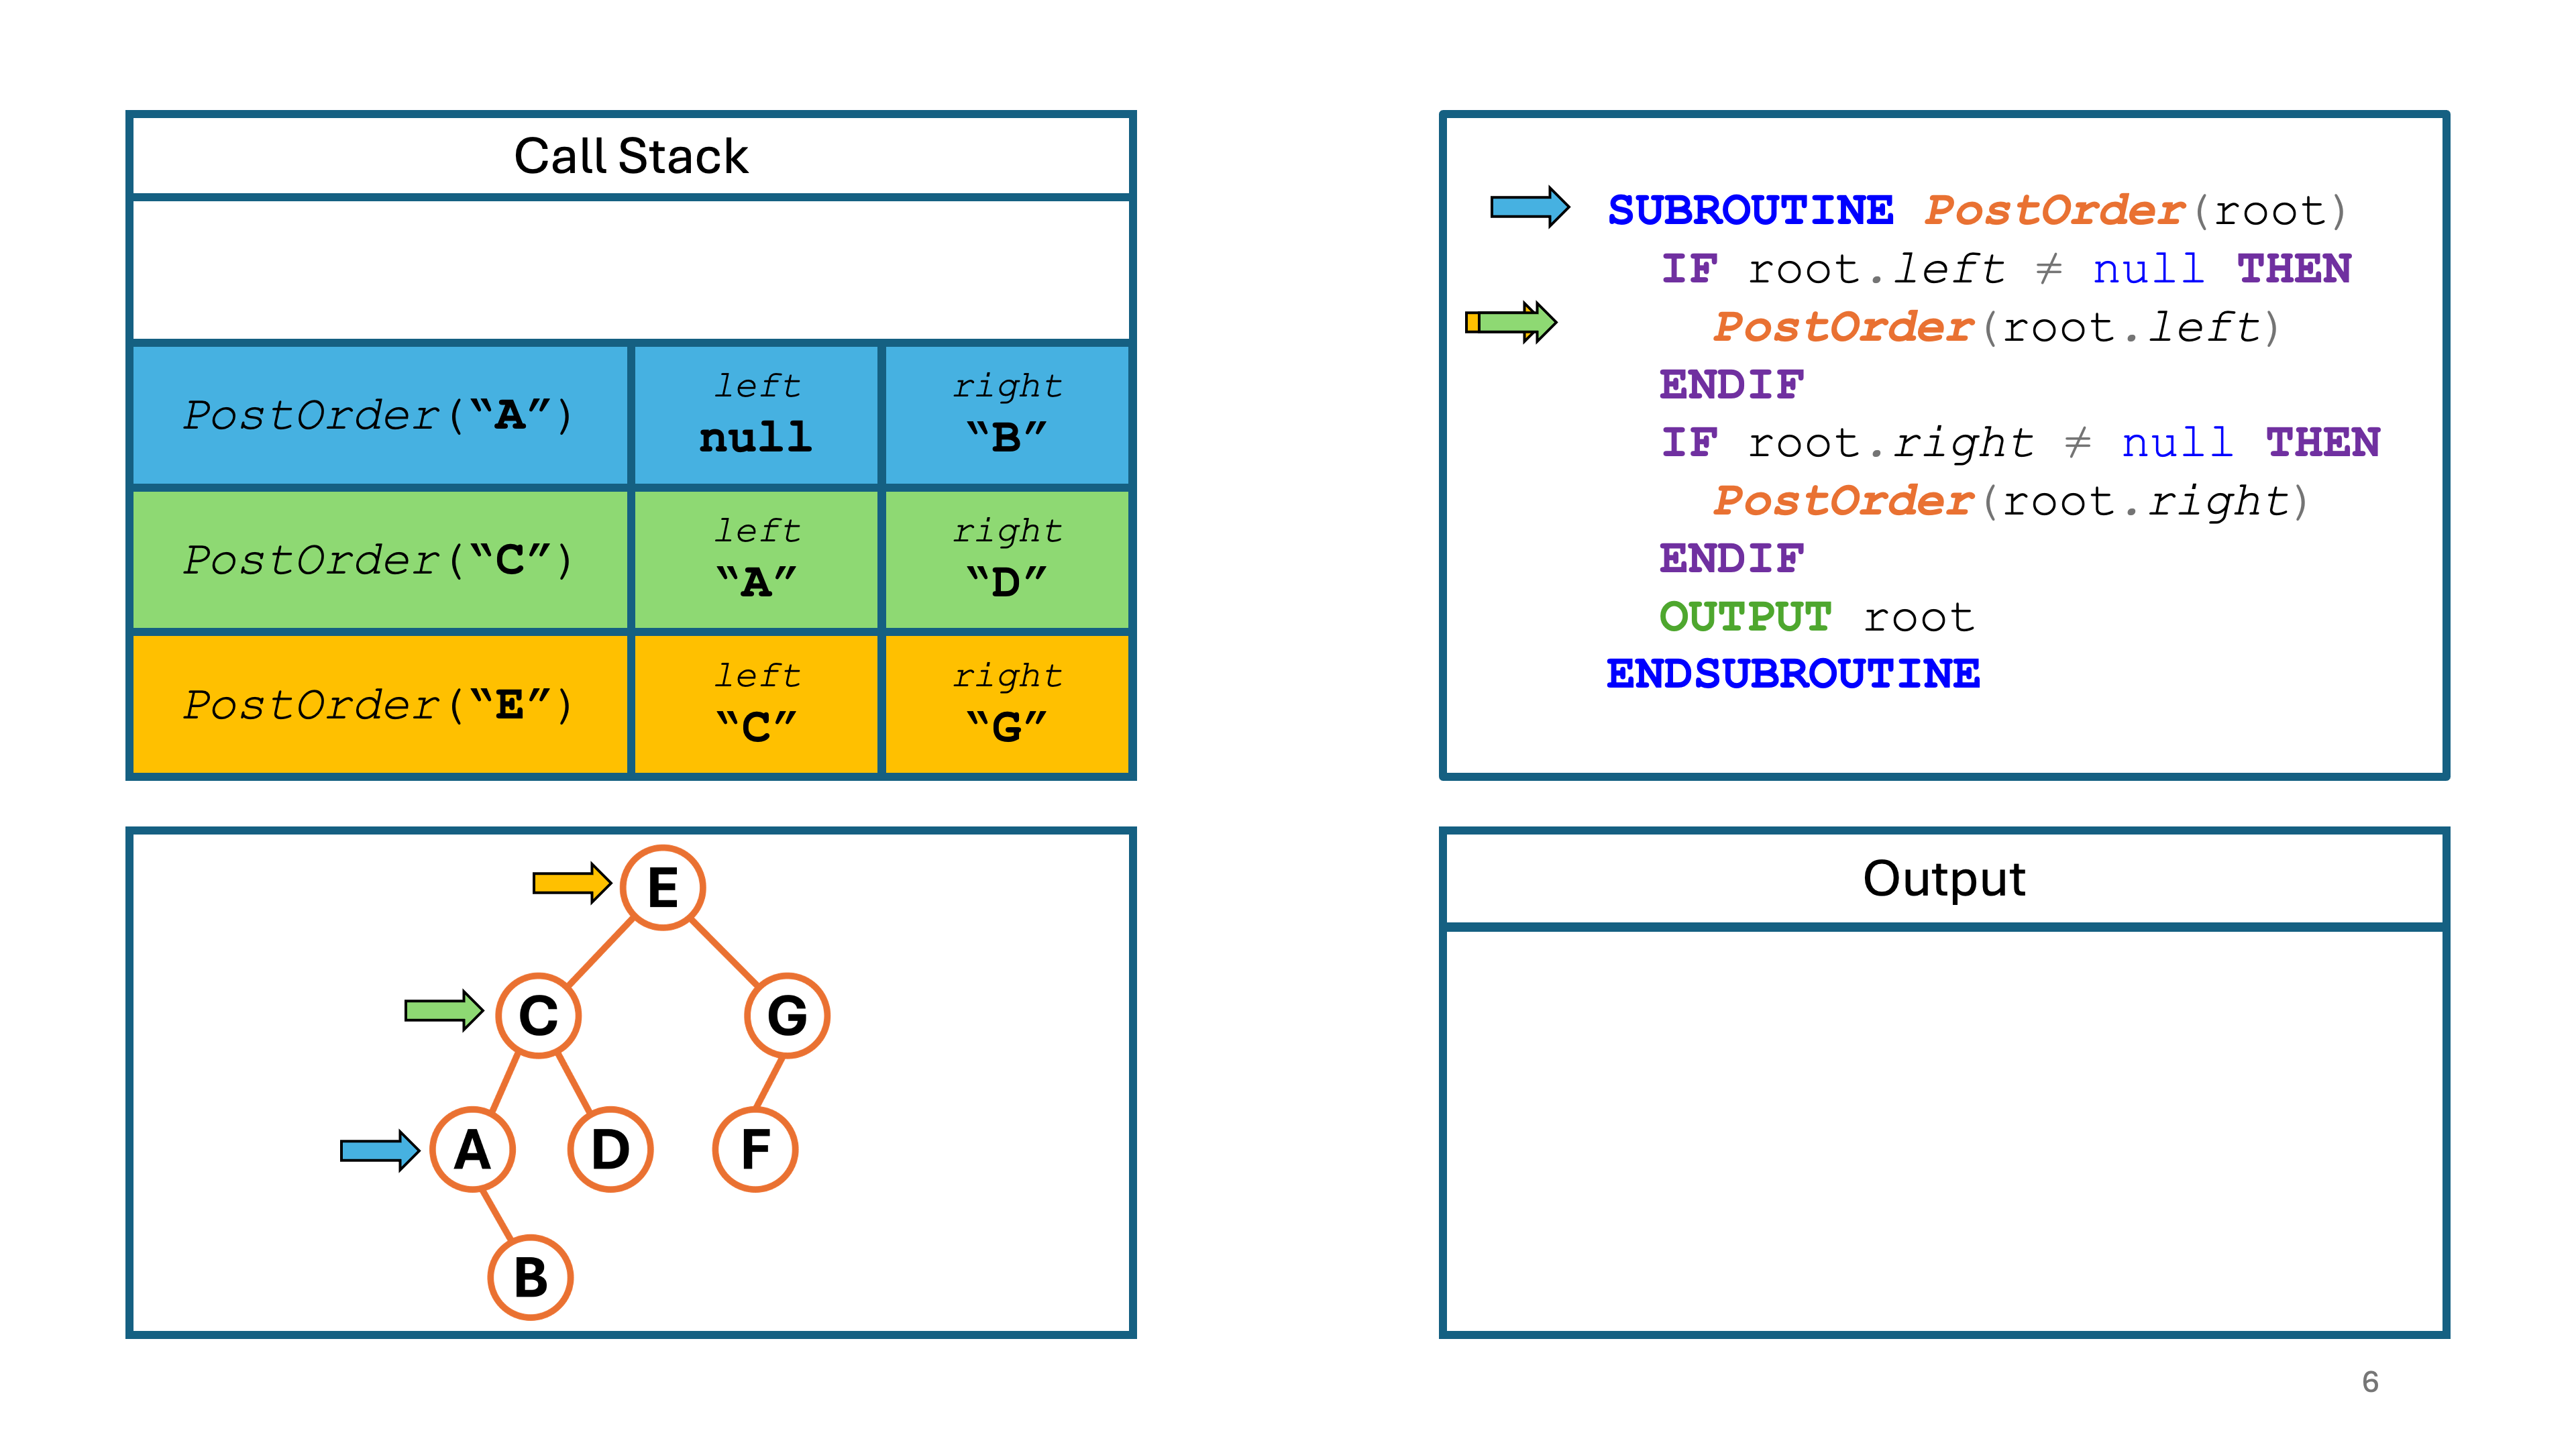 Call Stack
PostOrder(“A”) left null right “B”
PostOrder(“C”) left “A” right “D”
PostOrder(“E”) left “C” right “G”
SUBROUTINE PostOrder(root)
IF root.left ≠ null THEN
PostOrder(root.left)
ENDIF
IF root.right ≠ null THEN
PostOrder(root.right)
ENDIF
OUTPUT root
ENDSUBROUTINE
E
C G
A D F
B
Output
6